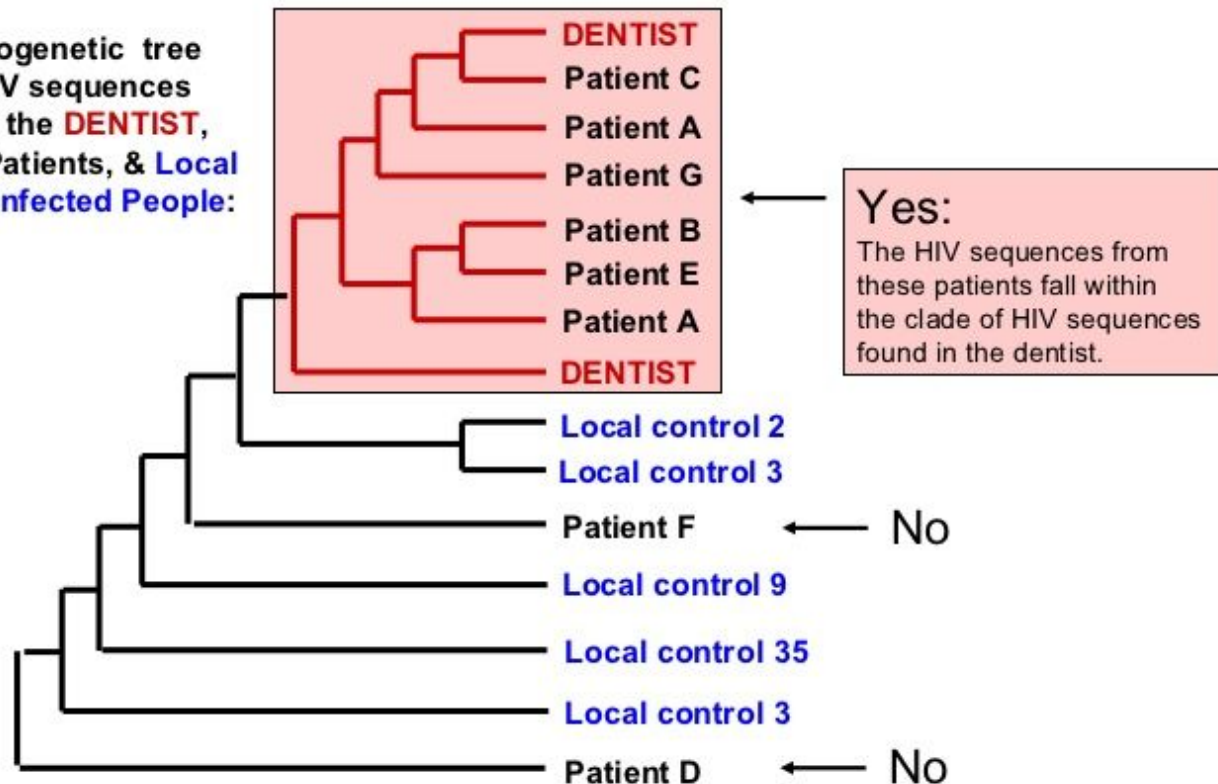 ogenetic tree
V sequences
the DENTIST,
Patients, & Local
nfected People:
DENTIST
Patient C
Patient A
Patient G
Patient B
Patient E
Patient A
DENTIST
Local control 2
Local control 3
Patient F
Local control 9
Local control 35
Local control 3
Patient D
Yes:
The HIV sequences from
these patients fall within
the clade of HIV sequences
found in the dentist.
No
No